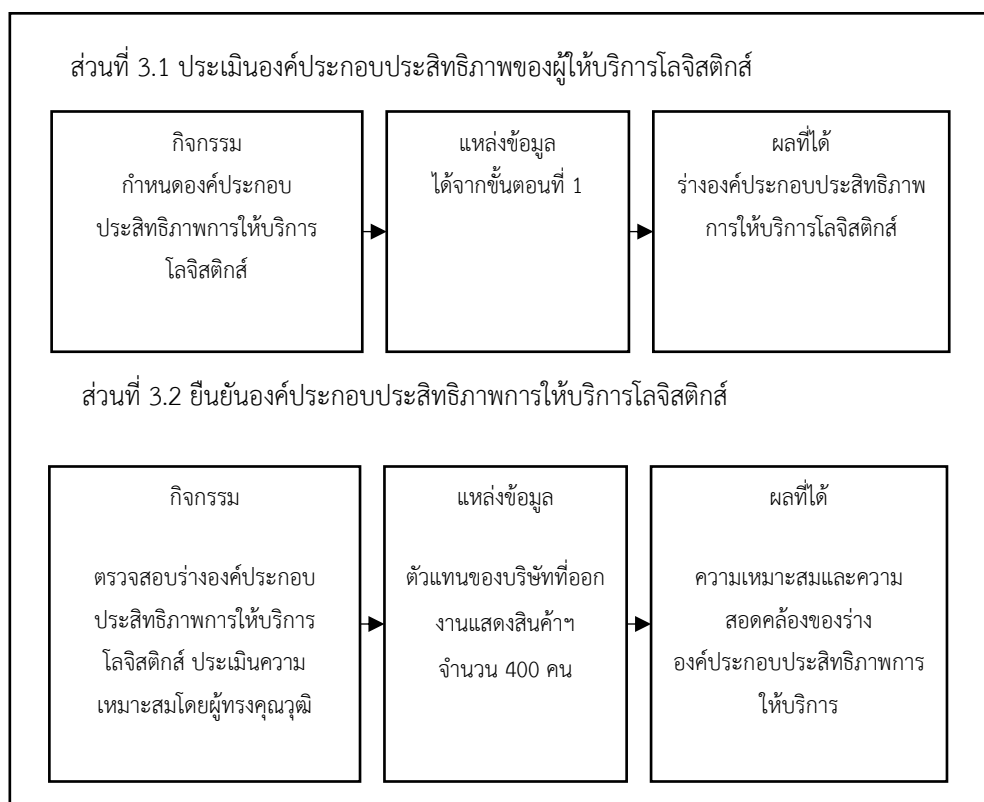 ส่วนที่ 3.1 ประเมินองค์ประกอบประสิทธิภาพของผู้ให้บริการโลจิสติกส์
กิจกรรม
กำหนดองค์ประกอบ
ประสิทธิภาพการให้บริการ
โลจิสติกส์
แหล่งข้อมูล
ได้จากขั้นตอนที่ 1
ผลที่ได้
ร่างองค์ประกอบประสิทธิภาพ
การให้บริการโลจิสติกส์
ส่วนที่ 3.2 ยืนยันองค์ประกอบประสิทธิภาพการให้บริการโลจิสติกส์
กิจกรรม
ตรวจสอบร่างองค์ประกอบ
ประสิทธิภาพการให้บริการ
โลจิสติกส์ ประเมินความ
เหมาะสมโดยผู้ทรงคุณวุฒิ
แหล่งข้อมูล
ตัวแทนของบริษัทที่ออก
งานแสดงสินค้าฯ
จำนวน 400 คน
ผลที่ได้
ความเหมาะสมและความ
สอดคล้องของร่าง
องค์ประกอบประสิทธิภาพการ
ให้บริการ